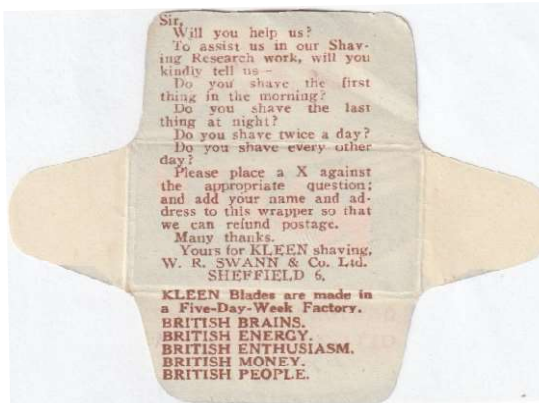 Sir,
Will you help us?
To assist us in our Shav-
ing Research work, will you
kindly tell us –
Do you shave the first
thing in the morning?
Do you shave the last
thing at night?
Do you shave twice a day?
Do you shave every other
day?
Please place a X against
the appropriate question;
and add your name and ad-
dress to this wrapper so that
we can refund postage.
Many thanks.
Yours for KLEEN shaving,
W. R. SWANN & Co. Ltd.
SHEFFIELD 6.
KLEEN Blades are made in
a Five-Day-Week Factory.
BRITISH BRAINS.
BRITISH ENERGY.
BRITISH ENTHUSIASM.
BRITISH MONEY.
BRITISH PEOPLE.